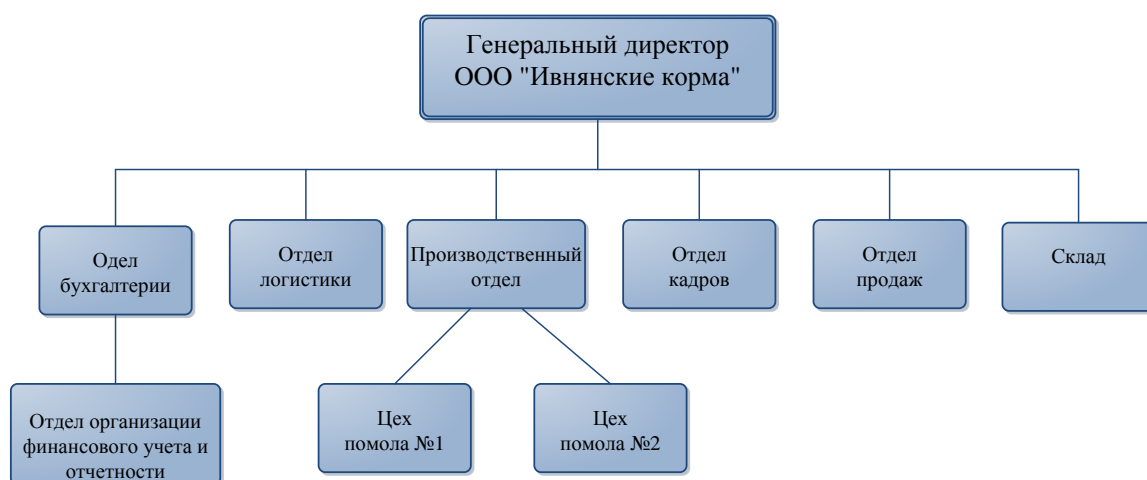 Генеральный директор
ООО "Ивнянские корма"
Одел
бухгалтерии
Отдел
логистики
Производственный
отдел
Отдел
кадров
Отдел
продаж
Склад
Отдел организации
финансового учета и
отчетности
Цех
помола №1
Цех
помола №2